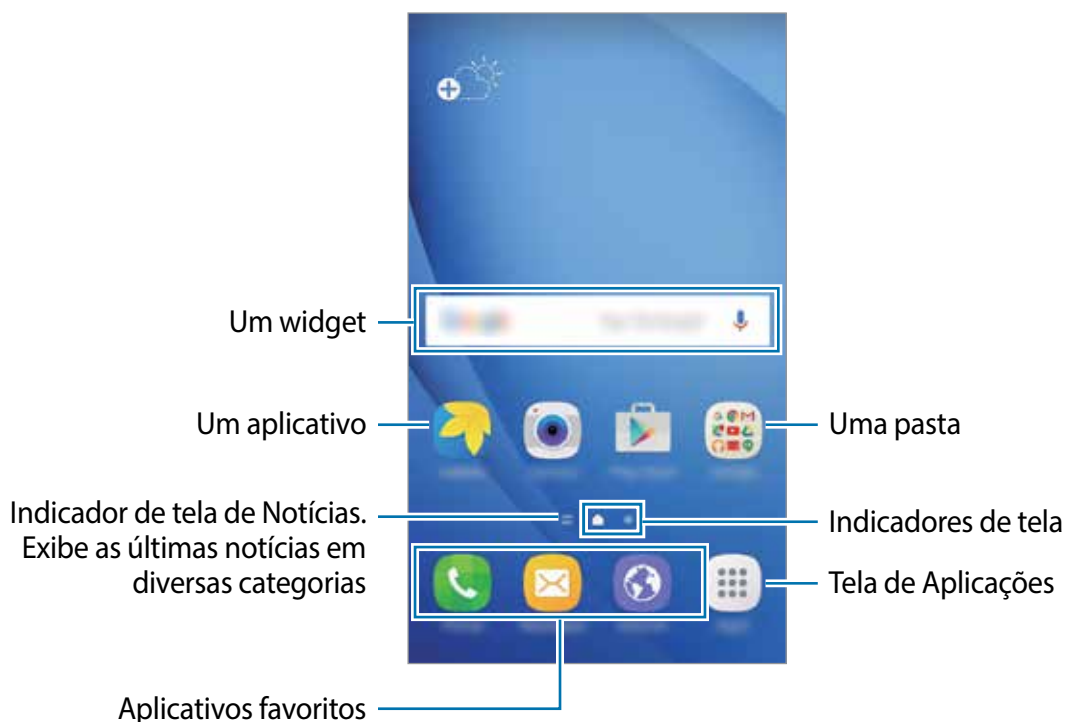 Um widget
Um aplicativo
Uma pasta
Indicador de tela de Notícias.
Exibe as últimas notícias em
diversas categorias
Indicadores de tela
Tela de Aplicações
Aplicativos favoritos